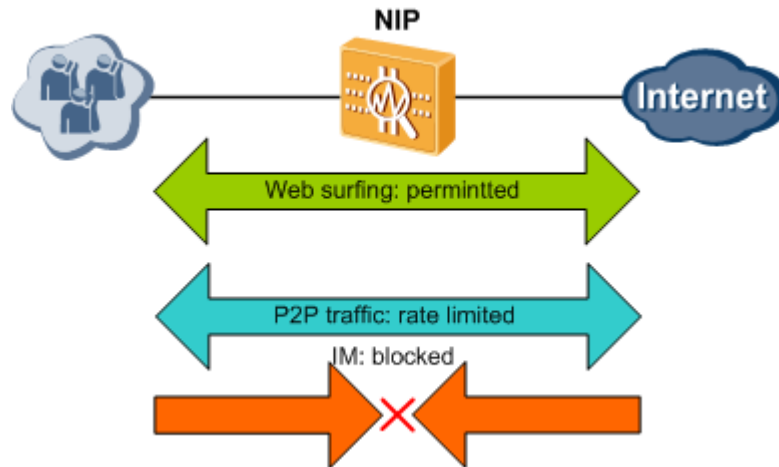 NIP
Internet
Web surfing: permintted
P2P traffic: rate limited
IM: blocked